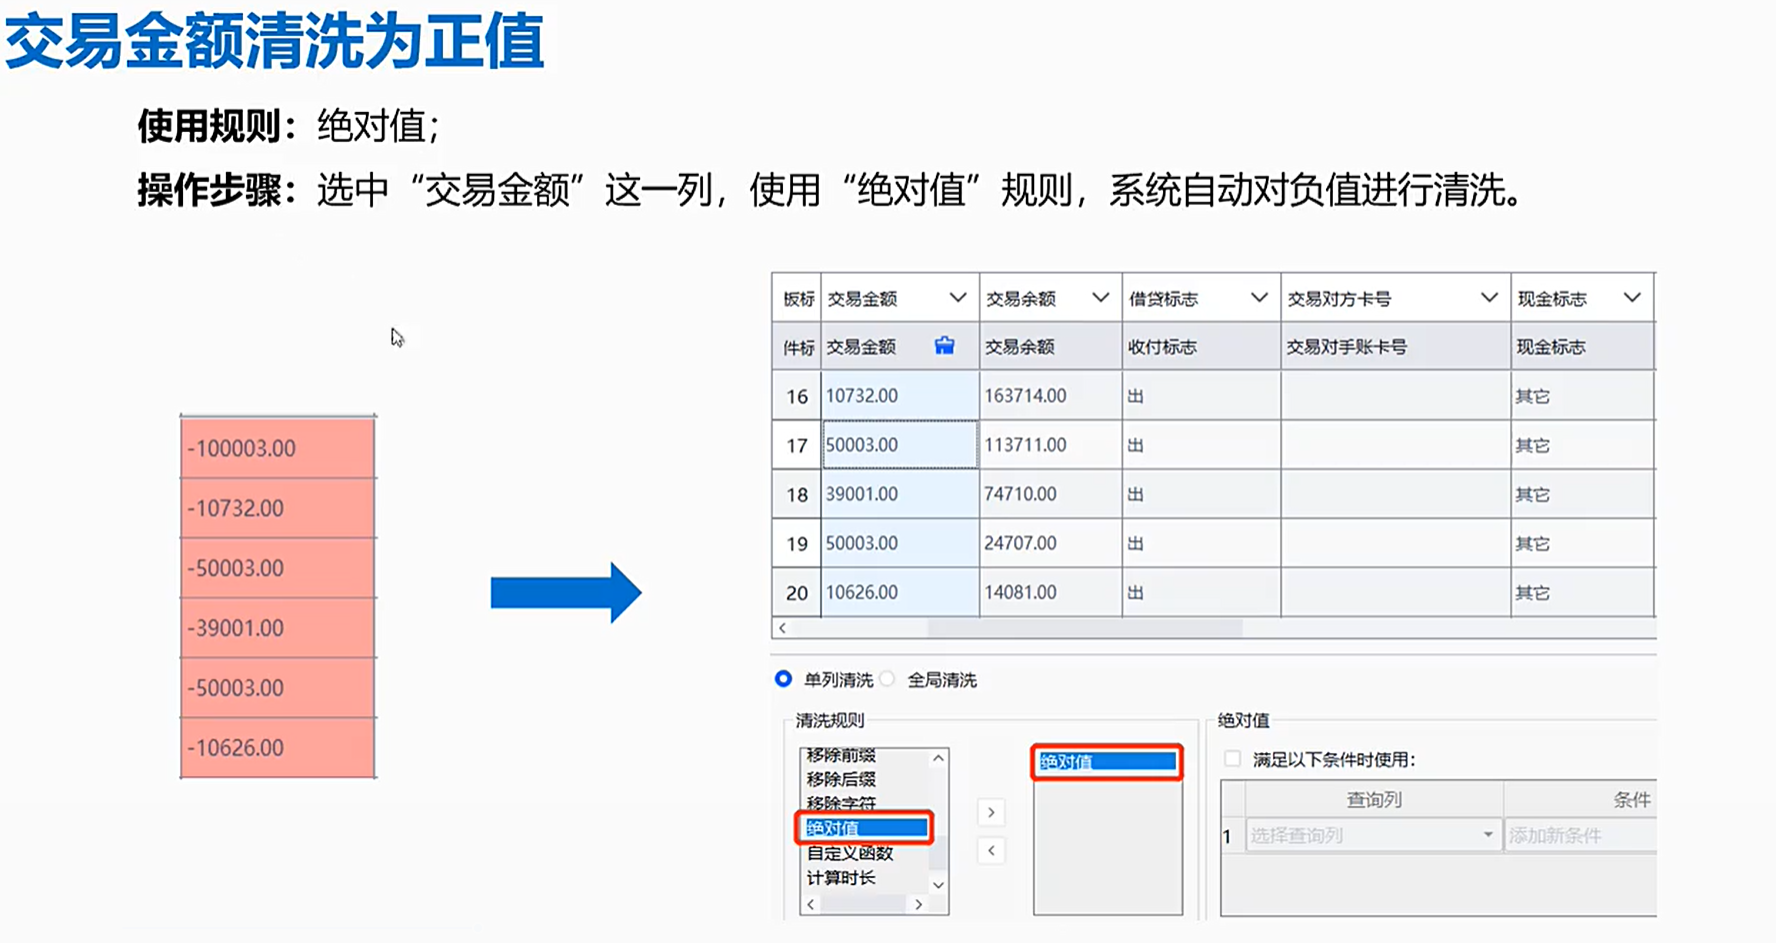 交易金额清洗为正值
使用规则：绝对值；
操作步骤：选中“交易金额”这一列，使用“绝对值”规则，系统自动对负值进行清洗。
-100003.00
-10732.00
-50003.00
-39001.00
-50003.00
-10626.00
板标 交易金额 交易余额 借贷标志 交易对方卡号 现金标志
件标 交易金额 交易余额 收付标志 交易对手账卡号 现金标志
16 10732.00 163714.00 出 其它
17 50003.00 113711.00 出 其它
18 39001.00 74710.00 出 其它
19 50003.00 24707.00 出 其它
20 10626.00 14081.00 出 其它
单列清洗 全局清洗
清洗规则
移除前缀
移除后缀
移除字符
绝对值
自定义函数
计算时长
绝对值
绝对值
满足以下条件时使用：
查询列 条件
1 选择查询列 添加新条件